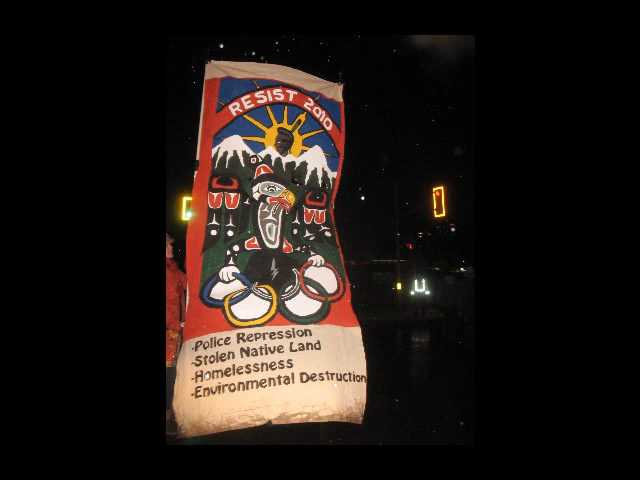 RESIST 2010
-Police Repression
-Stolen Native Land
-Homelessness
-Environmental Destruction